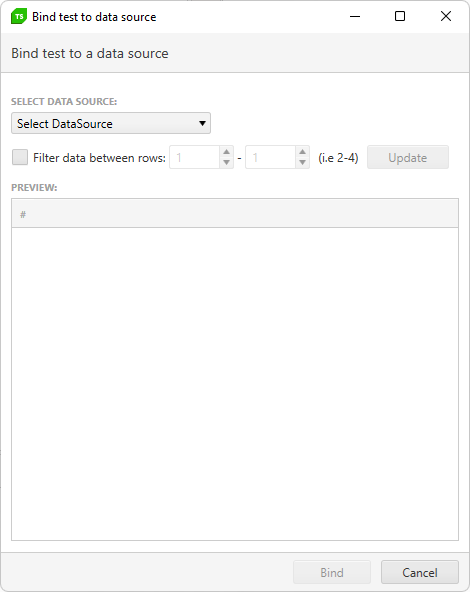 TS Bind test to data source
Bind test to a data source
SELECT DATA SOURCE:
Select DataSource
Filter data between rows: 1 - 1 (i.e 2-4) Update
PREVIEW:
#
Bind Cancel